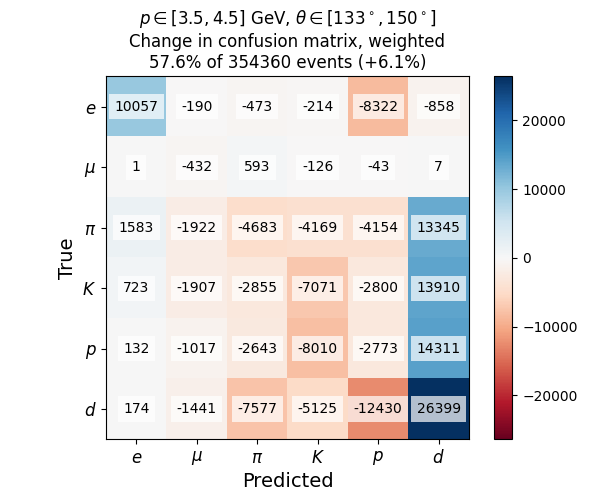 p ∈ [3.5, 4.5] GeV, θ ∈ [133°, 150°]
Change in confusion matrix, weighted
57.6% of 354360 events (+6.1%)
e 10057 -190 -473 -214 -8322 -858
μ 1 -432 593 -126 -43 7
π 1583 -1922 -4683 -4169 -4154 13345
K 723 -1907 -2855 -7071 -2800 13910
p 132 -1017 -2643 -8010 -2773 14311
d 174 -1441 -7577 -5125 -12430 26399
e μ π K p d
Predicted
True
20000
10000
0
−10000
−20000